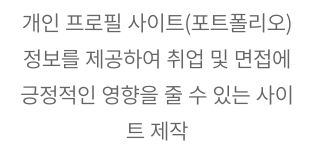 개인 프로필 사이트(포트폴리오)
정보를 제공하여 취업 및 면접에
긍정적인 영향을 줄 수 있는 사이
트 제작